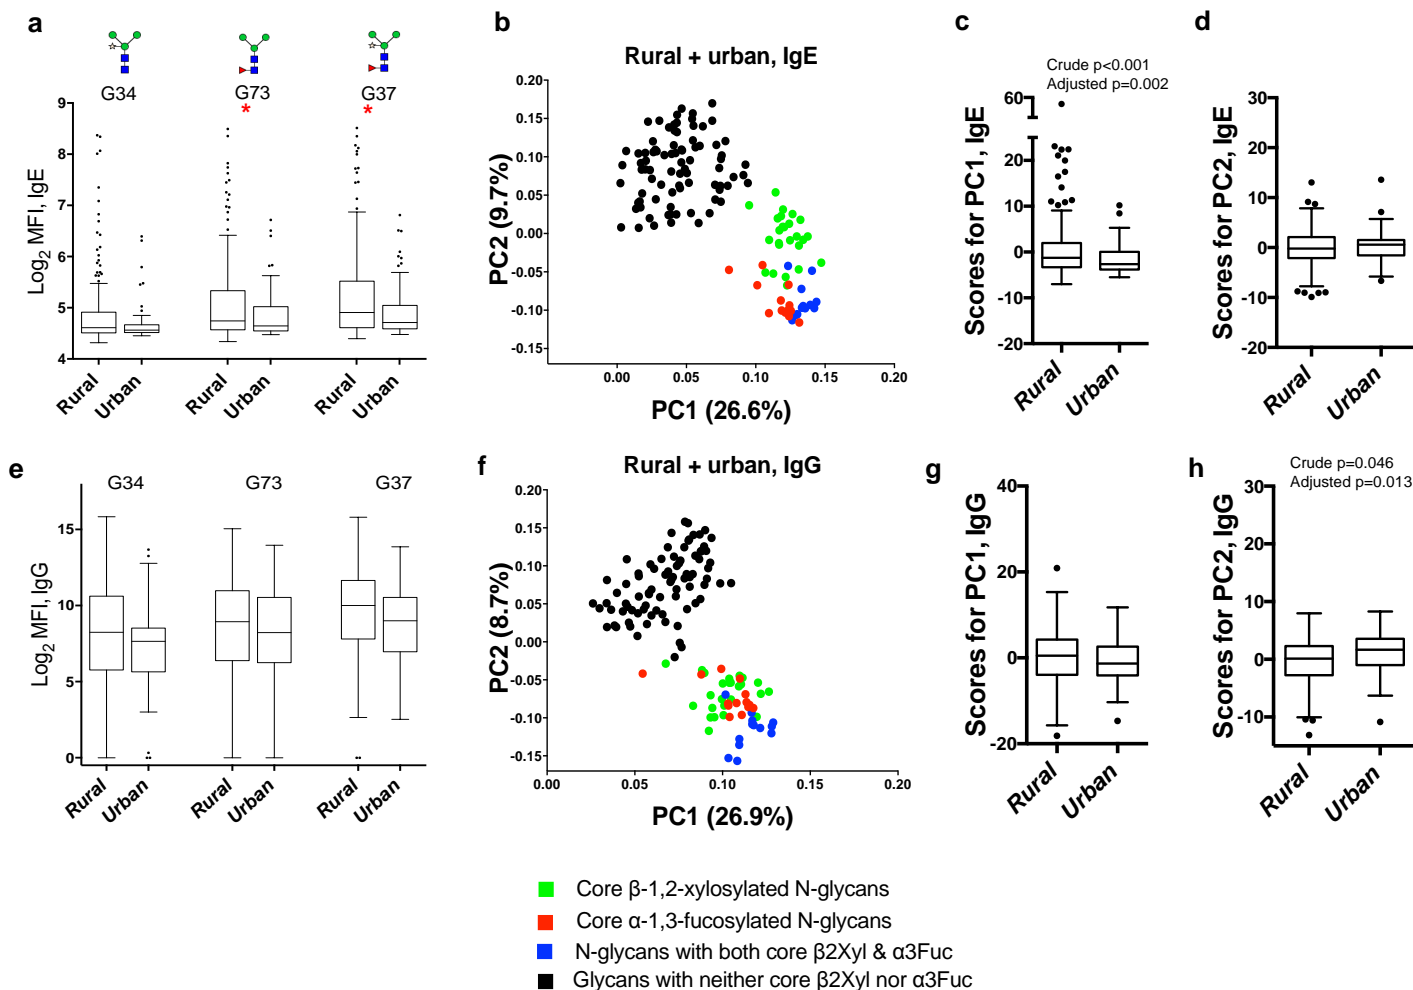 a
G34
G73
G37
*
*
Log2 MFI, IgE
9
8
7
6
5
4
Rural
Urban
Rural
Urban
Rural
Urban
b
Rural + urban, IgE
PC2 (9.7%)
0.20
0.15
0.10
0.05
0.00
-0.05
-0.10
-0.15
0.00
0.05
0.10
0.15
0.20
PC1 (26.6%)
c
Crude p<0.001
Adjusted p=0.002
Scores for PC1, IgE
60
20
0
-10
-20
Rural
Urban
d
Scores for PC2, IgE
30
20
10
0
-10
-20
Rural
Urban
e
G34
G73
G37
Log2 MFI, IgG
15
10
5
0
Rural
Urban
Rural
Urban
Rural
Urban
f
Rural + urban, IgG
PC2 (8.7%)
0.20
0.15
0.10
0.05
0.00
-0.05
-0.10
-0.15
0.00
0.05
0.10
0.15
0.20
PC1 (26.9%)
g
Scores for PC1, IgG
40
20
0
-20
Rural
Urban
h
Crude p=0.046
Adjusted p=0.013
Scores for PC2, IgG
30
20
10
0
-10
Rural
Urban
Core β-1,2-xylosylated N-glycans
Core α-1,3-fucosylated N-glycans
N-glycans with both core β2Xyl & α3Fuc
Glycans with neither core β2Xyl nor α3Fuc